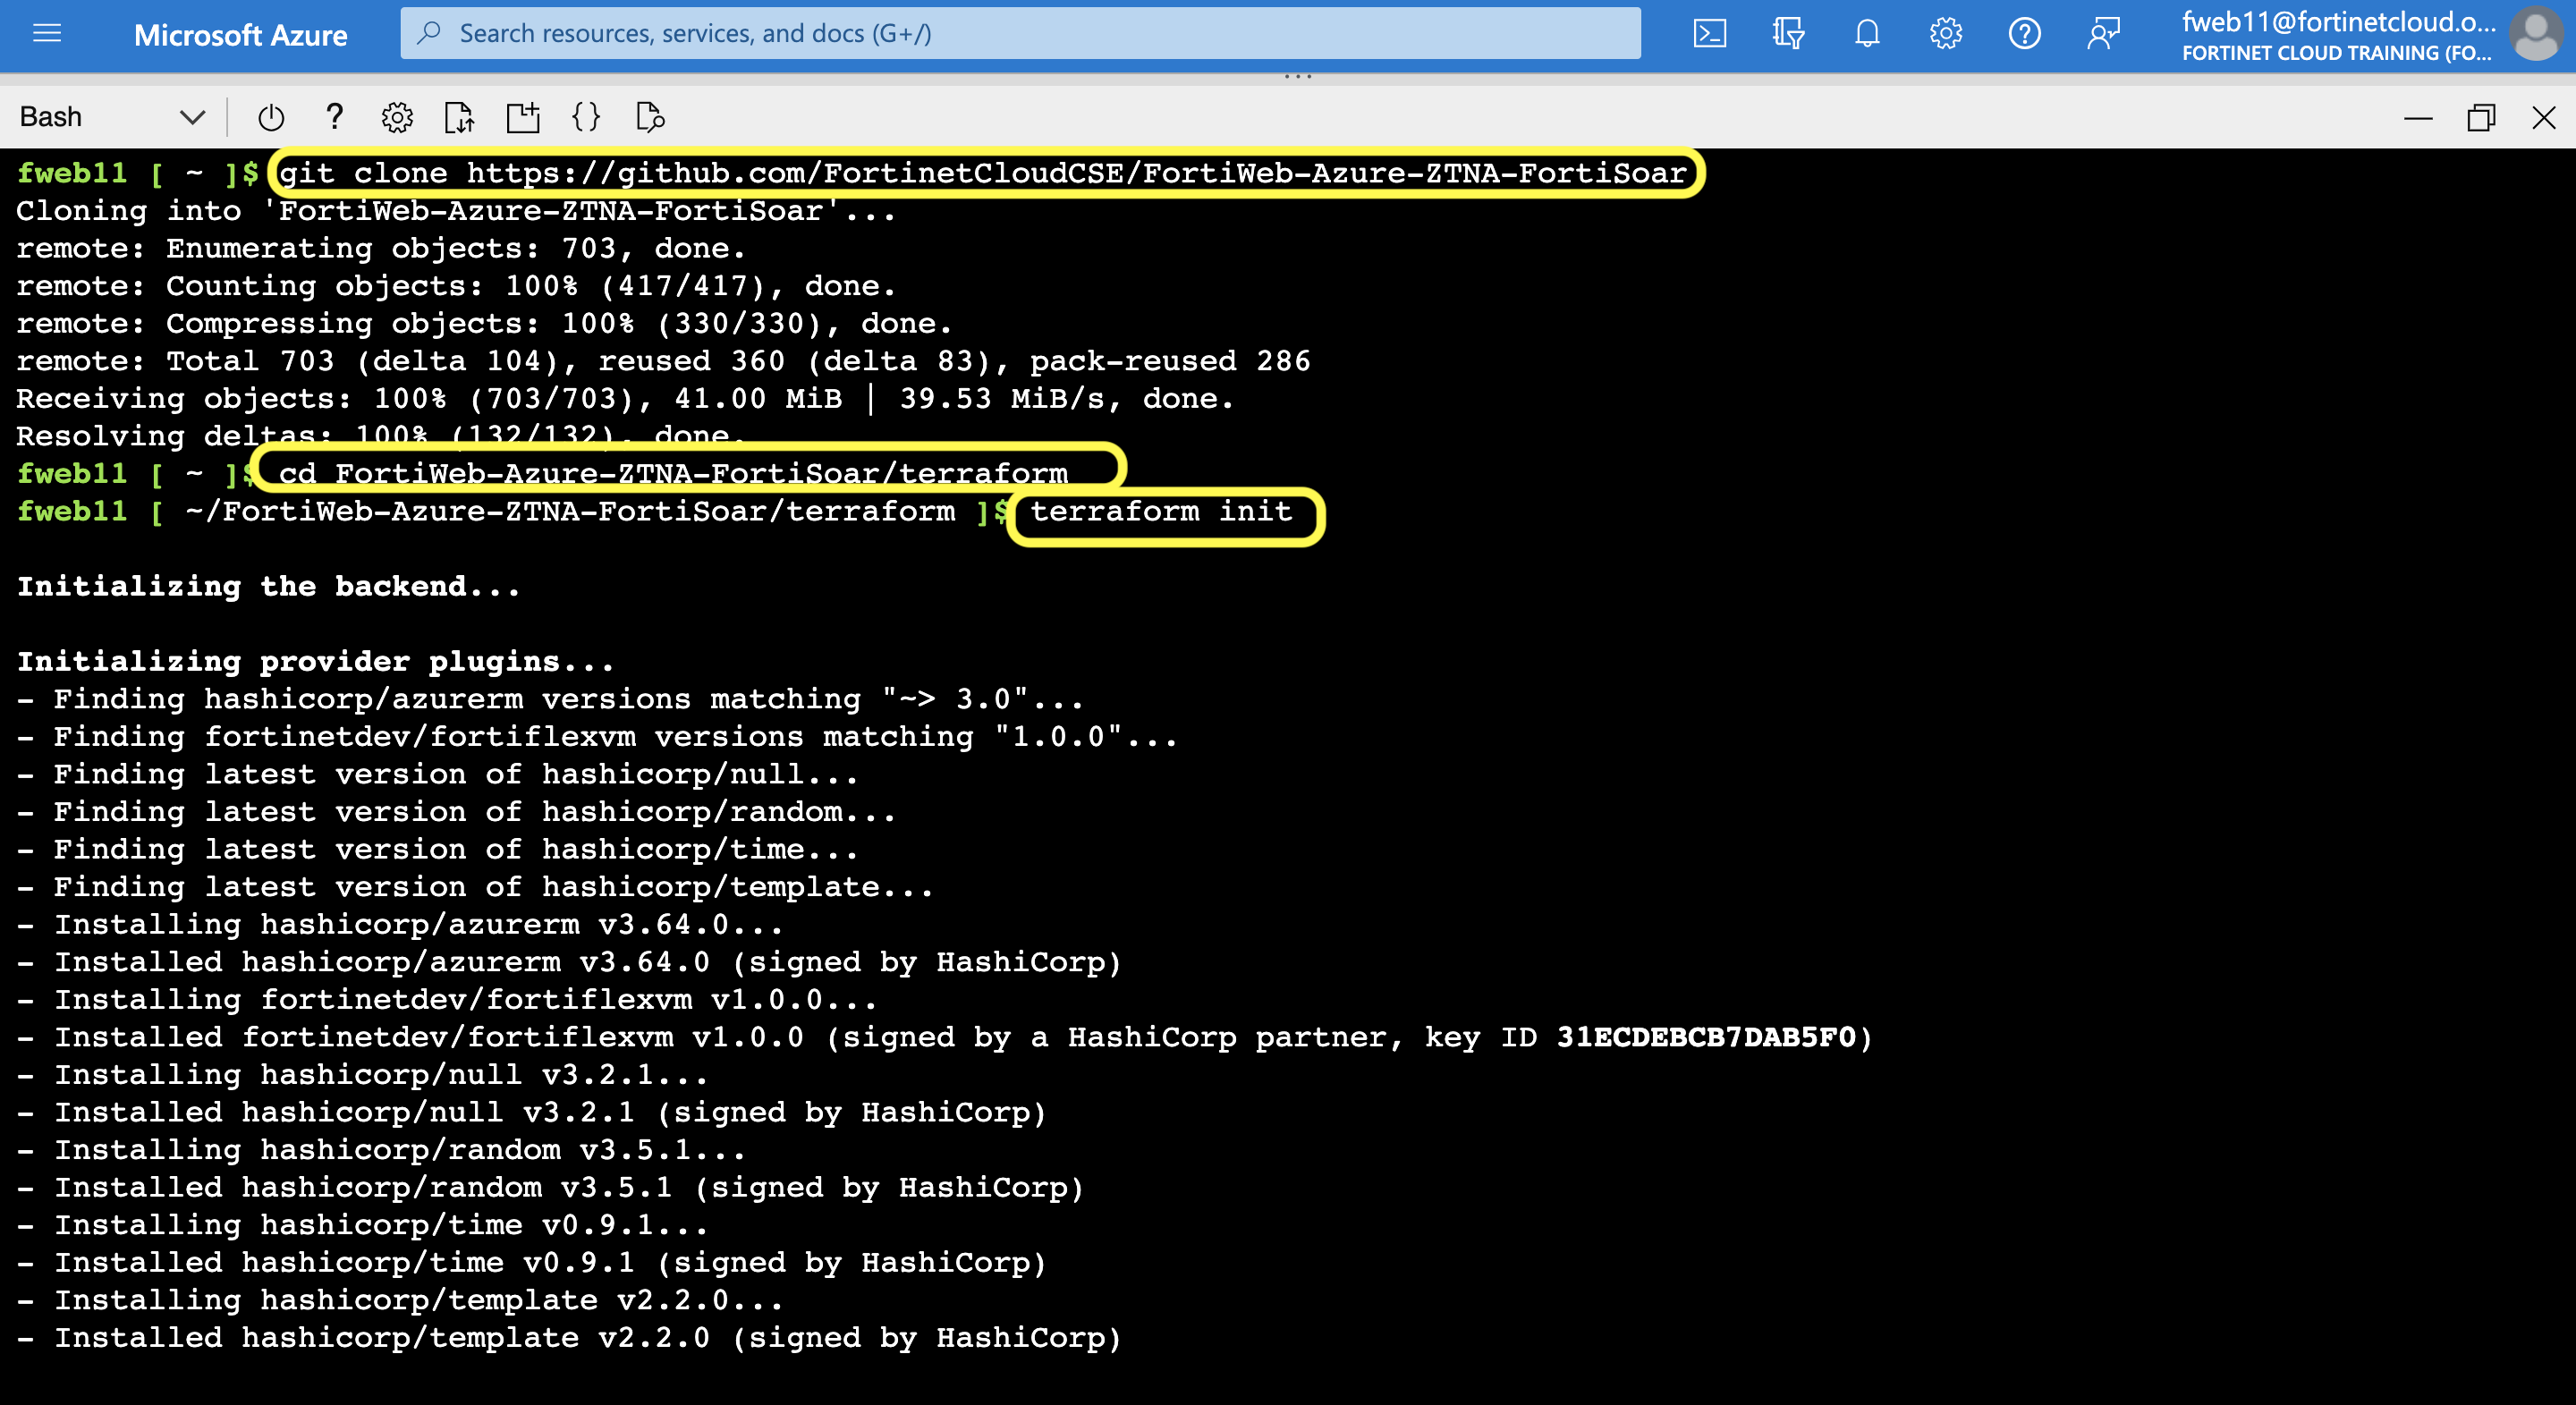 Microsoft Azure
Search resources, services, and docs (G+/)
fweb11@fortinetcloud.o...
FORTINET CLOUD TRAINING (FO...
Bash
fweb11 [ ~ ]$ git clone https://github.com/FortinetCloudCSE/FortiWeb-Azure-ZTNA-FortiSoar
Cloning into 'FortiWeb-Azure-ZTNA-FortiSoar'...
remote: Enumerating objects: 703, done.
remote: Counting objects: 100% (417/417), done.
remote: Compressing objects: 100% (330/330), done.
remote: Total 703 (delta 104), reused 360 (delta 83), pack-reused 286
Receiving objects: 100% (703/703), 41.00 MiB | 39.53 MiB/s, done.
Resolving deltas: 100% (132/132), done.
fweb11 [ ~ ]$ cd FortiWeb-Azure-ZTNA-FortiSoar/terraform
fweb11 [ ~/FortiWeb-Azure-ZTNA-FortiSoar/terraform ]$ terraform init
Initializing the backend...
Initializing provider plugins...
- Finding hashicorp/azurerm versions matching "~> 3.0"...
- Finding fortinetdev/fortiflexvm versions matching "1.0.0"...
- Finding latest version of hashicorp/null...
- Finding latest version of hashicorp/random...
- Finding latest version of hashicorp/time...
- Finding latest version of hashicorp/template...
- Installing hashicorp/azurerm v3.64.0...
- Installed hashicorp/azurerm v3.64.0 (signed by HashiCorp)
- Installing fortinetdev/fortiflexvm v1.0.0...
- Installed fortinetdev/fortiflexvm v1.0.0 (signed by a HashiCorp partner, key ID 31ECDEBCB7DAB5F0)
- Installing hashicorp/null v3.2.1...
- Installed hashicorp/null v3.2.1 (signed by HashiCorp)
- Installing hashicorp/random v3.5.1...
- Installed hashicorp/random v3.5.1 (signed by HashiCorp)
- Installing hashicorp/time v0.9.1...
- Installed hashicorp/time v0.9.1 (signed by HashiCorp)
- Installing hashicorp/template v2.2.0...
- Installed hashicorp/template v2.2.0 (signed by HashiCorp)